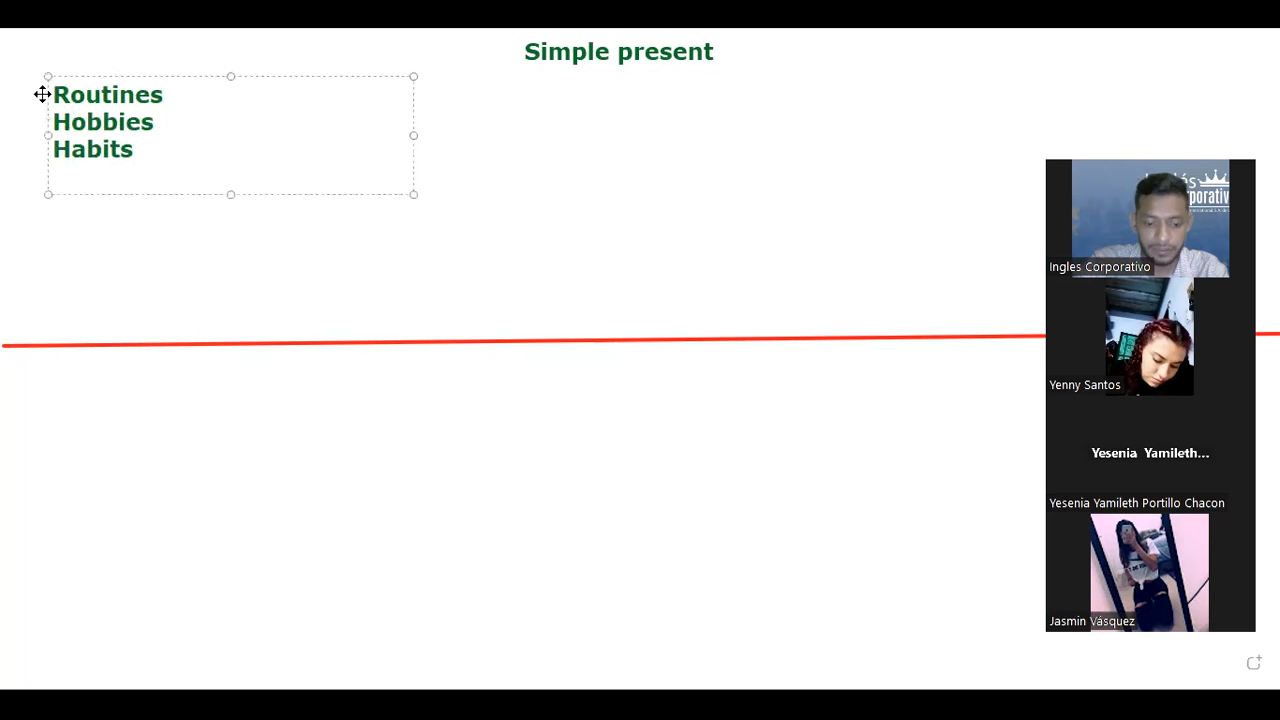 Simple present
Routines
Hobbies
Habits
Ingles Corporativo
Yenny Santos
Yesenia Yamileth...
Yesenia Yamileth Portillo Chacon
Jasmin Vásquez